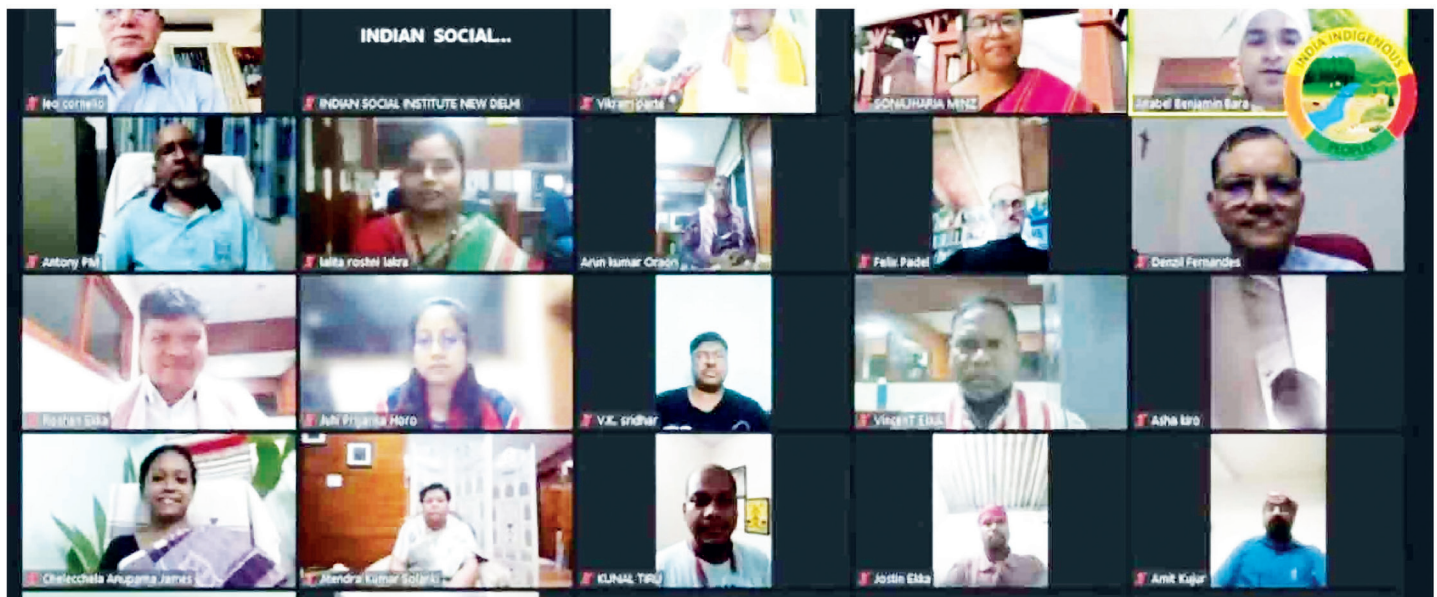 INDIAN SOCIAL...
leo cornelio
INDIAN SOCIAL INSTITUTE NEW DELHI
Vikram parte
SONAJHARIA MINZ
Anabel Benjamin Bara
INDIA INDIGENOUS
PEOPLES
Antony PM
lalita roshni lakra
Arun kumar Oraon
Felix Padel
Denzil Fernandes
Roshan Ekka
Juhi Priyanka Horo
V.K. sridhar
VincenT Ekka
Asha kiro
Chelecchela Anupama James
Jitendra Kumar Solanki
KUNAL TIRU
Jostin Ekka
Amit Kujur